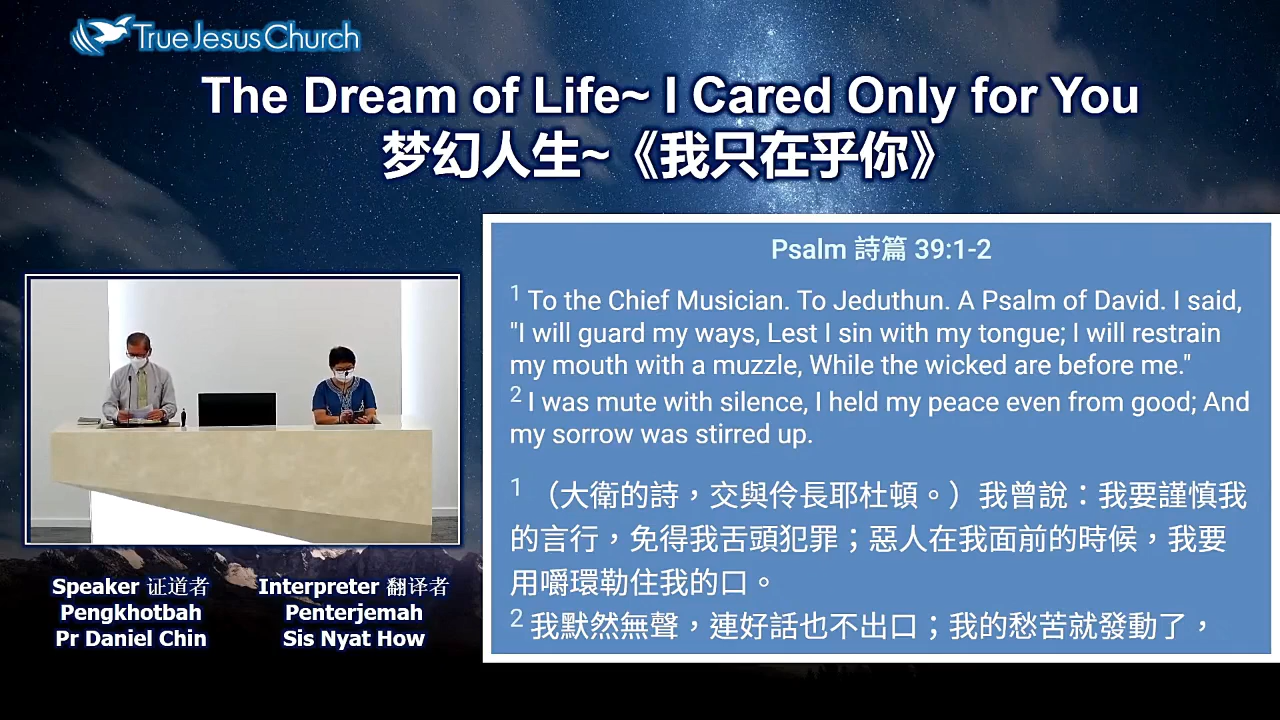 TrueJesusChurch
The Dream of Life~ I Cared Only for You
梦幻人生~《我只在乎你》
Psalm 詩篇 39:1-2
1 To the Chief Musician. To Jeduthun. A Psalm of David. I said,
"I will guard my ways, Lest I sin with my tongue; I will restrain
my mouth with a muzzle, While the wicked are before me."
2 I was mute with silence, I held my peace even from good; And
my sorrow was stirred up.
1 （大衛的詩，交與伶長耶杜頓。）我曾說：我要謹慎我
的言行，免得我舌頭犯罪；惡人在我面前的時候，我要
用嚼環勒住我的口。
2 我默然無聲，連好話也不出口；我的愁苦就發動了，
Speaker 证道者
Pengkhotbah
Pr Daniel Chin
Interpreter 翻译者
Penterjemah
Sis Nyat How